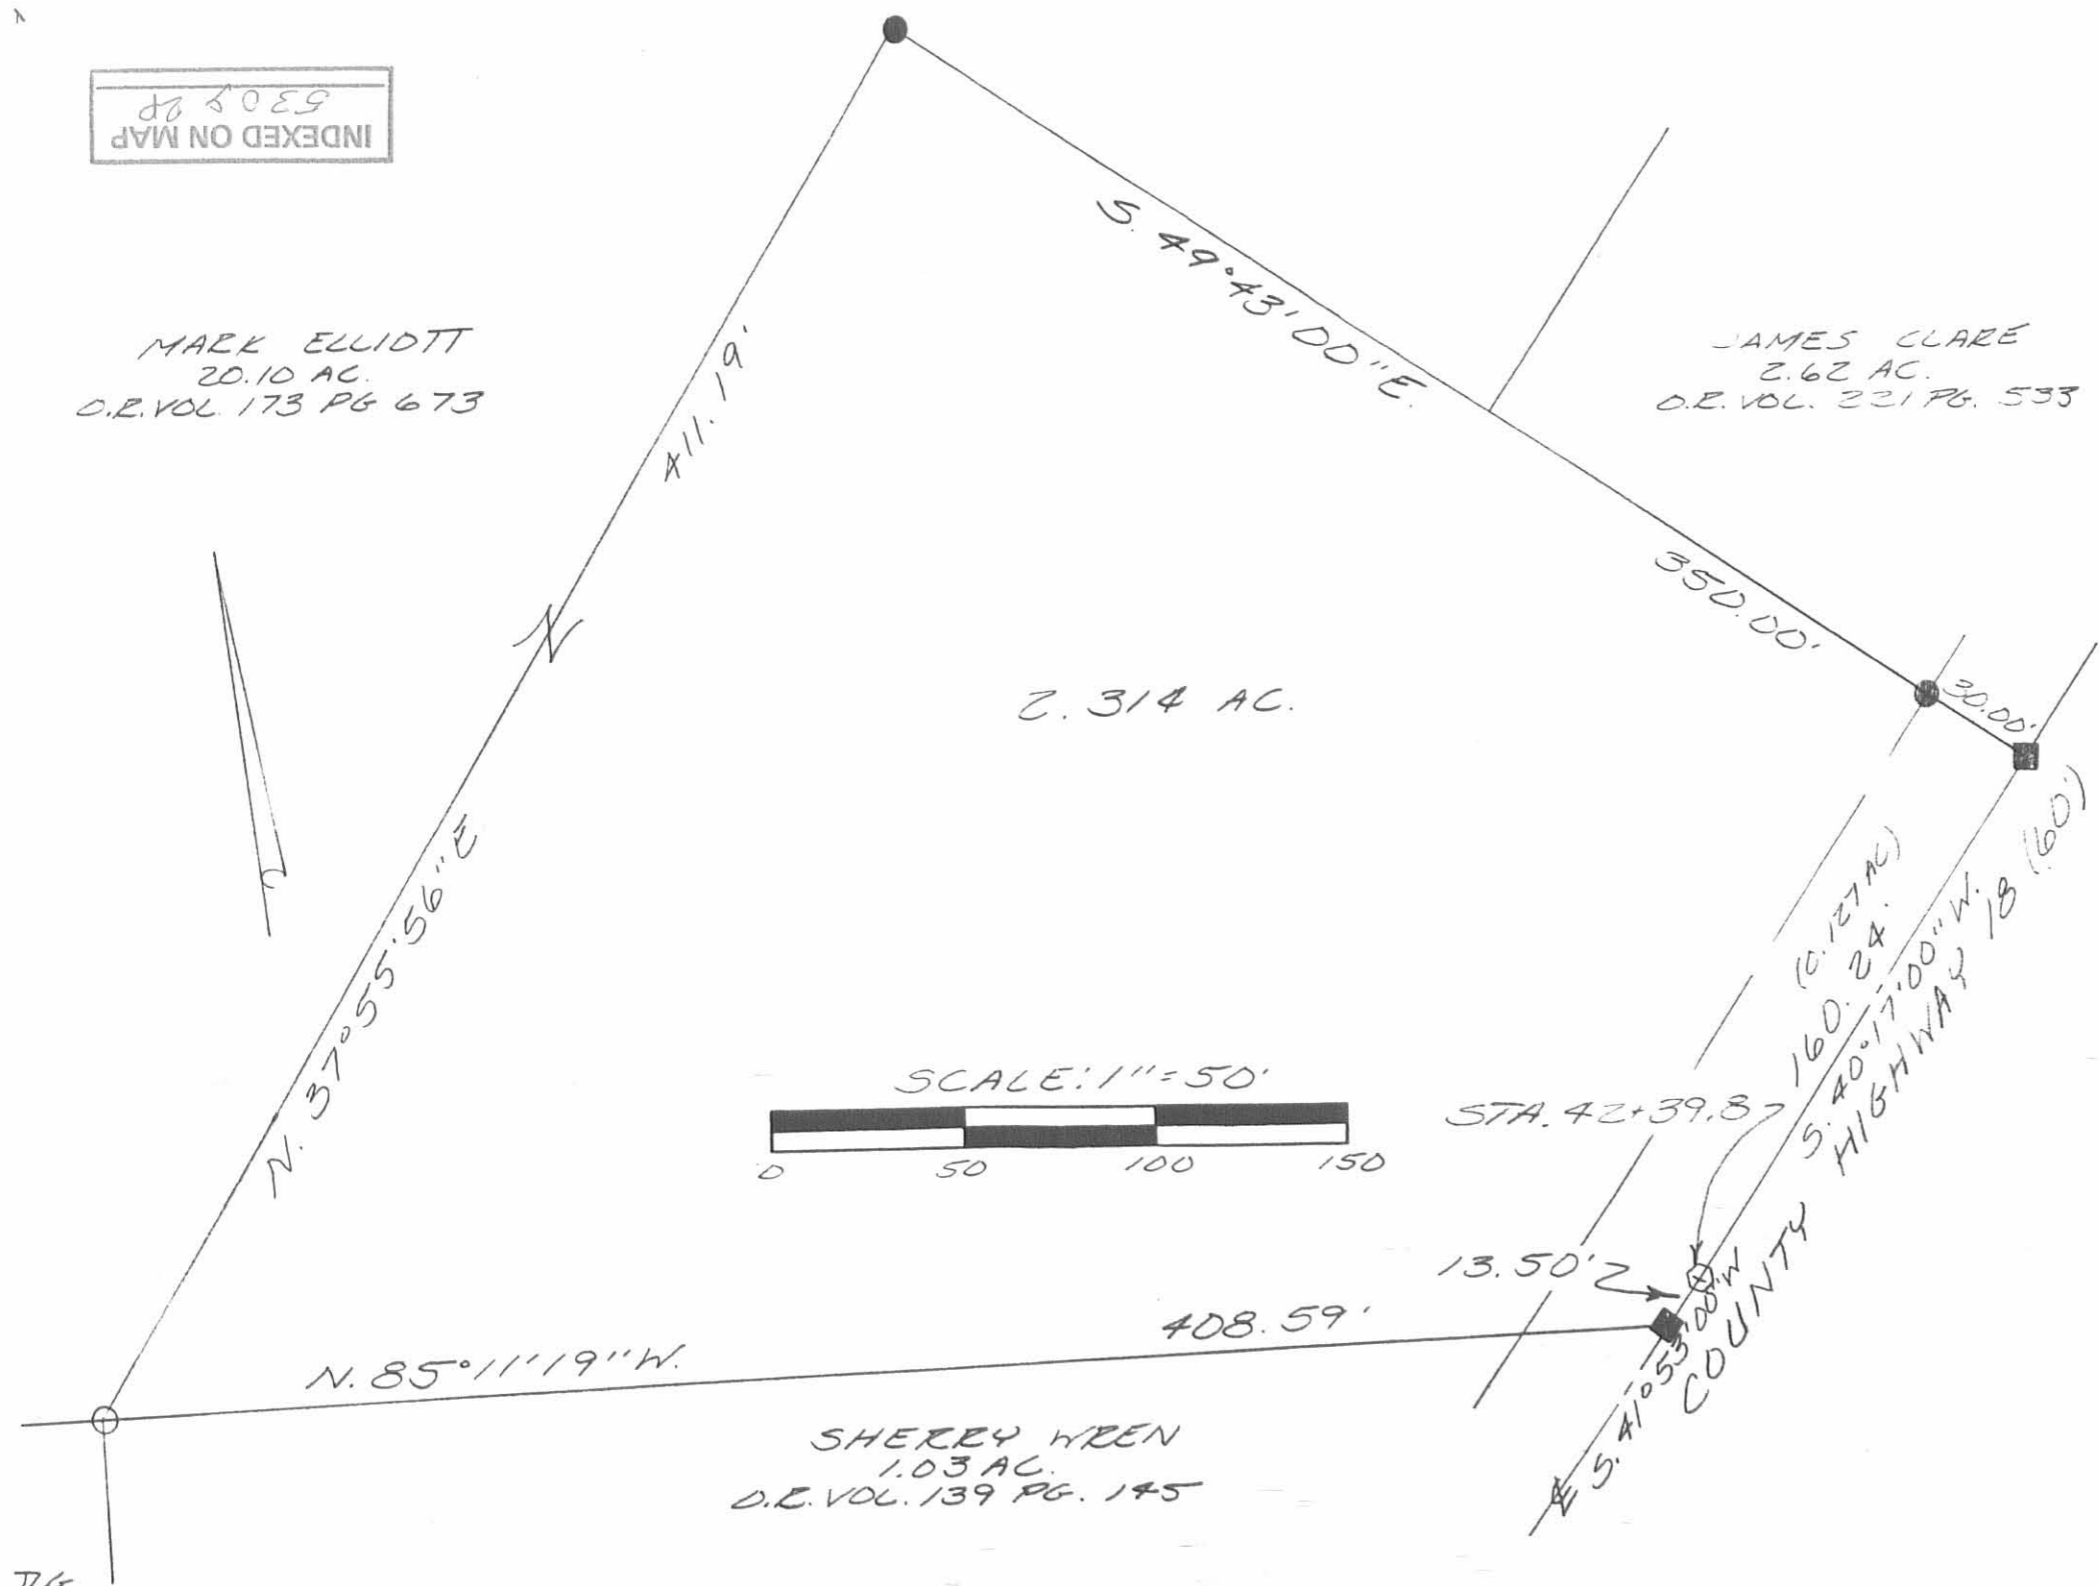 INDEXED ON MAP
MARK ELLIOTT
20.10 AC.
O.R. VOL. 173 PG 673
N. 37°55'56"E
411.19'
S. 49°43'00"E.
350.00'
30.00'
JAMES CLARE
2.62 AC.
O.R. VOL. 221 PG. 533
2.314 AC.
(0.127 AC)
160.24'
S. 40°17'00"W.
COUNTY HIGHWAY 18 (60')
SCALE: 1"=50'
0 50 100 150
STA. 42+39.8
13.50'
S. 41°53'00"W
408.59'
N. 85°11'19"W.
SHERRY WREN
1.03 AC.
O.R. VOL. 139 PG. 145